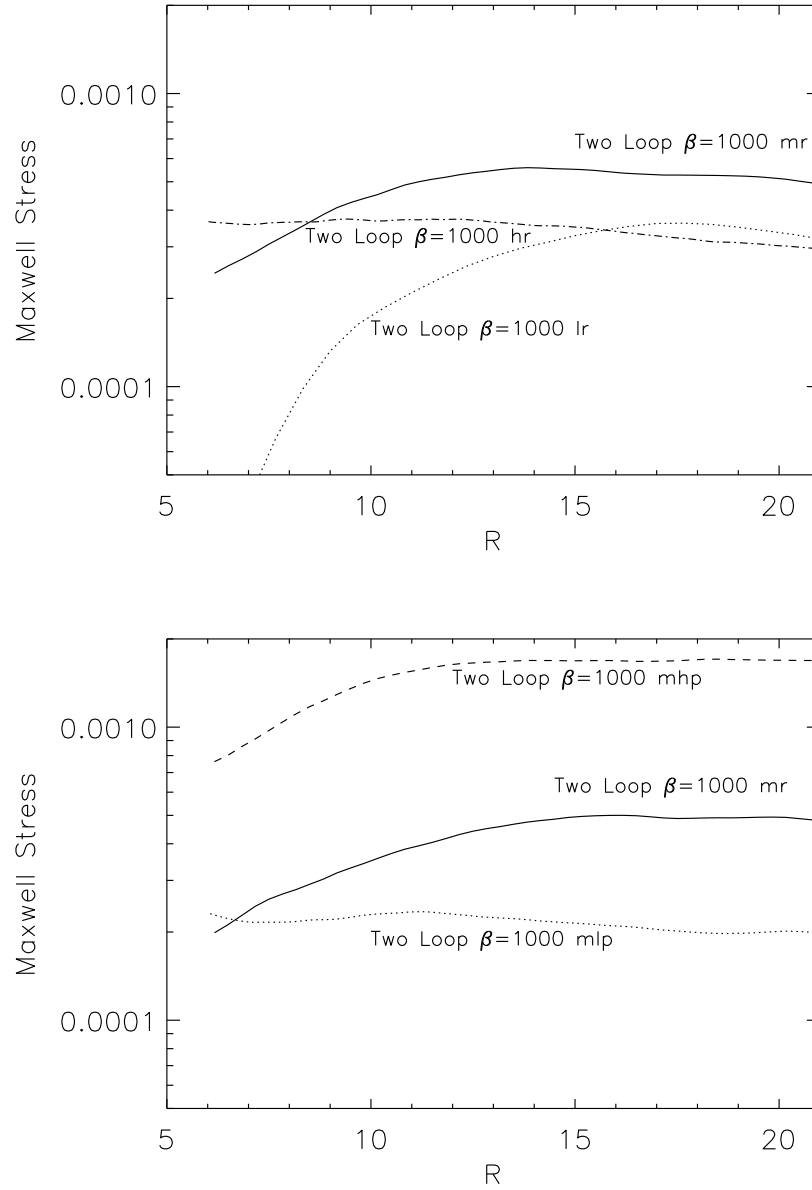 0.0010
Two Loop β=1000 mr
Two Loop β=1000 hr
Two Loop β=1000 lr
0.0001
Maxwell Stress
5 10 15 20
R
Two Loop β=1000 mhp
0.0010
Two Loop β=1000 mr
Two Loop β=1000 mlp
0.0001
Maxwell Stress
5 10 15 20
R